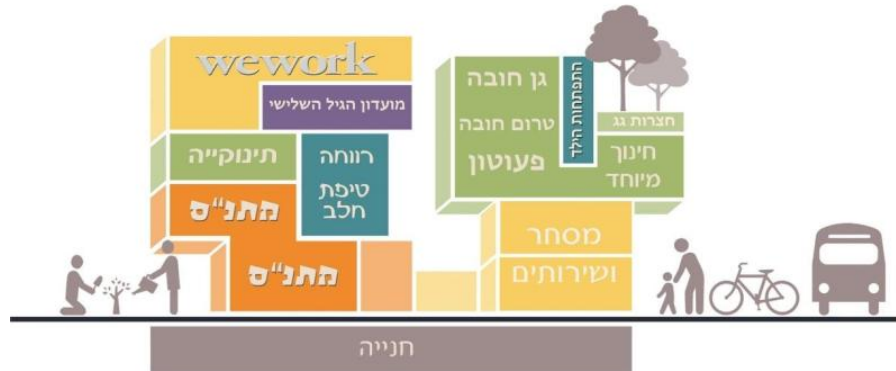 wework
מועדון הגיל השלישי
תינוקייה
רווחה
טיפת
חלב
מתנ"ס
מתנ"ס
גן חובה
טרום חובה
פעוטון
התפתחות הילד
חצרות גג
חינוך
מיוחד
מסחר
ושירותים
חנייה